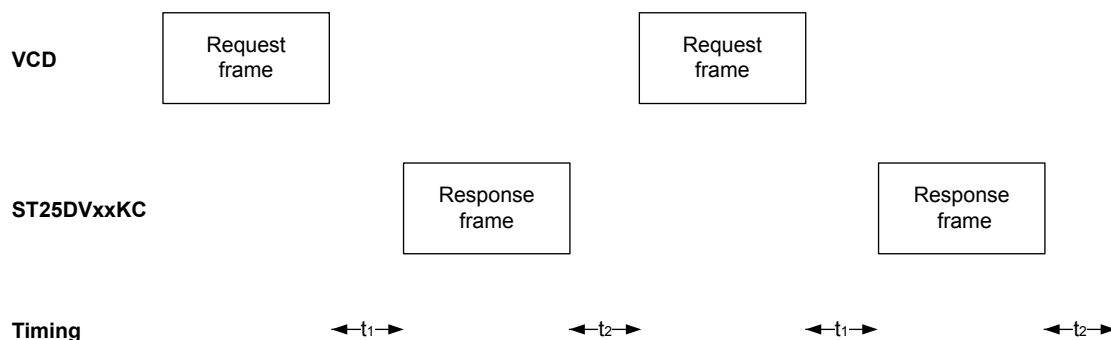 VCD
Request
frame
Request
frame
ST25DVxxKC
Response
frame
Response
frame
Timing
t1
t2
t1
t2